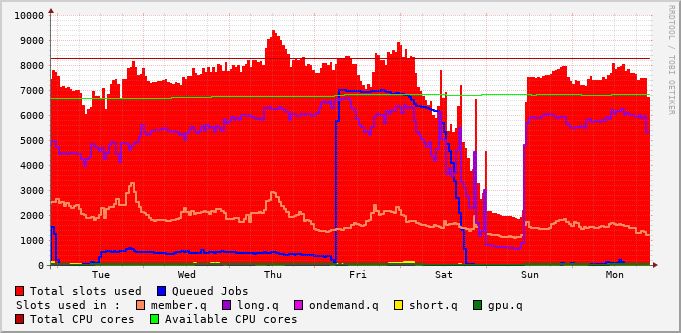 RRDTOOL / TOBI OETIKER
10000
9000
8000
7000
6000
5000
4000
3000
2000
1000
0
Tue Wed Thu Fri Sat Sun Mon
Total slots used Queued Jobs
Slots used in : member.q long.q ondemand.q short.q gpu.q
Total CPU cores Available CPU cores